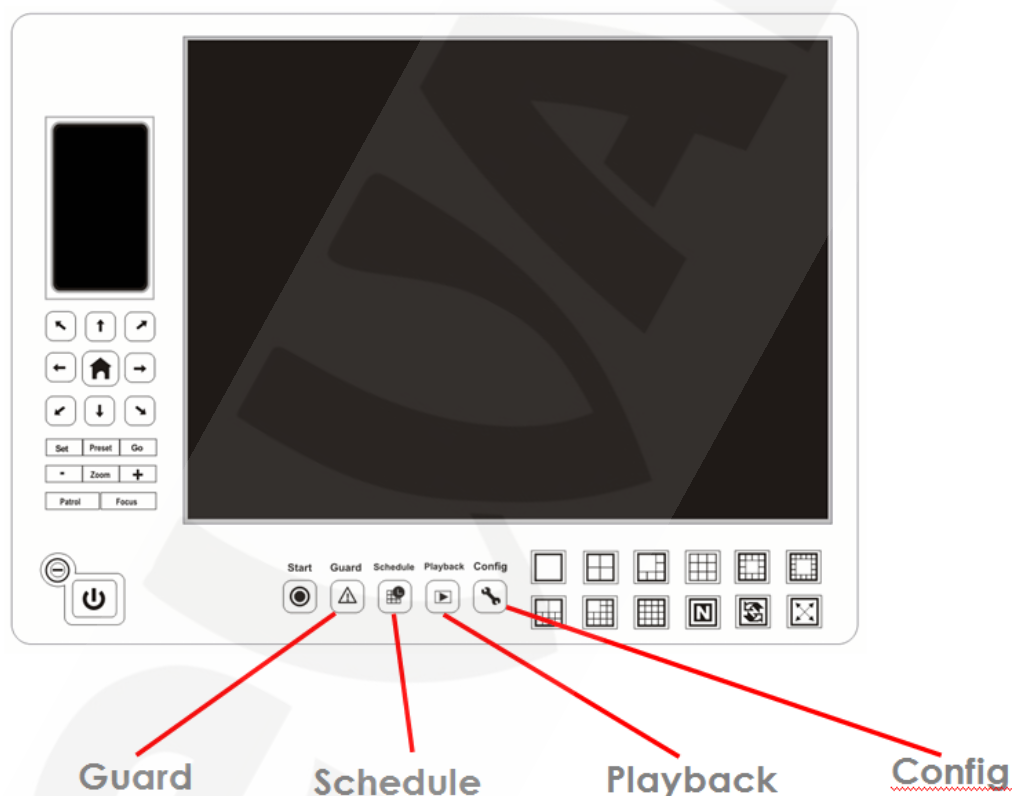 Set Preset Go
- Zoom +
Patrol Focus
Start Guard Schedule Playback Config
N
Guard Schedule Playback Config